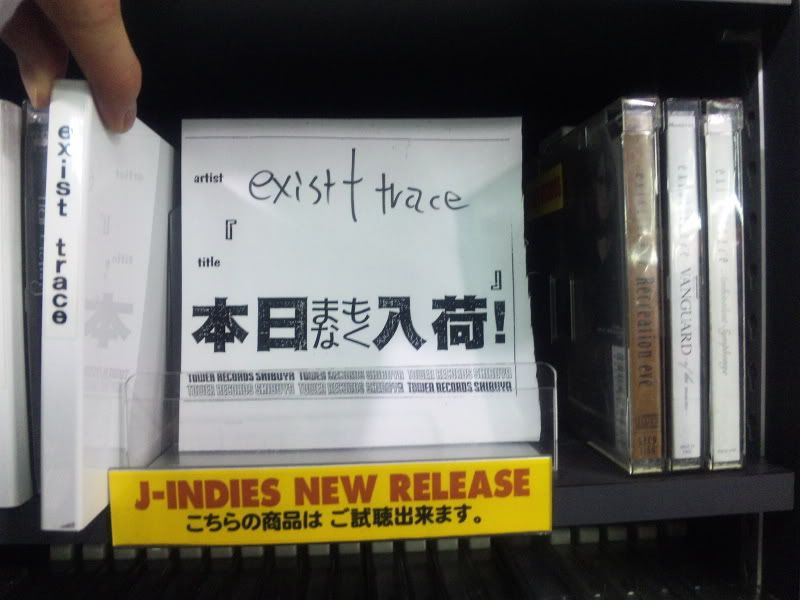 exist trace
artist
exist†trace
『
title
』
本日まもなく入荷!
TOWER RECORDS SHIBUYA TOWER RECORDS SHIBUYA TOWER RECORDS SHIBUYA
TOWER RECORDS SHIBUYA TOWER RECORDS SHIBUYA TOWER RECORDS SHIBUYA
J-INDIES NEW RELEASE
こちらの商品は ご試聴出来ます。
Recreation eve
VANGUARD